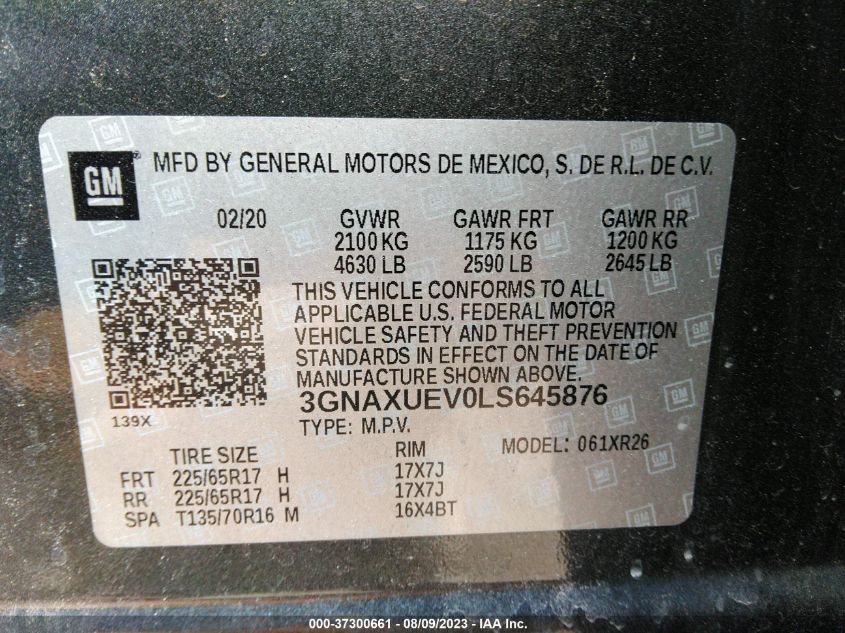 GM ® MFD BY GENERAL MOTORS DE MEXICO, S. DE R.L. DE C.V.
02/20 GVWR GAWR FRT GAWR RR
2100 KG 1175 KG 1200 KG
4630 LB 2590 LB 2645 LB
THIS VEHICLE CONFORMS TO ALL
APPLICABLE U.S. FEDERAL MOTOR
VEHICLE SAFETY AND THEFT PREVENTION
STANDARDS IN EFFECT ON THE DATE OF
MANUFACTURE SHOWN ABOVE.
3GNAXUEV0LS645876
139X TYPE: M.P.V.
TIRE SIZE RIM MODEL: 061XR26
FRT 225/65R17 H 17X7J
RR 225/65R17 H 17X7J
SPA T135/70R16 M 16X4BT
000-37300661 - 08/09/2023 - IAA Inc.